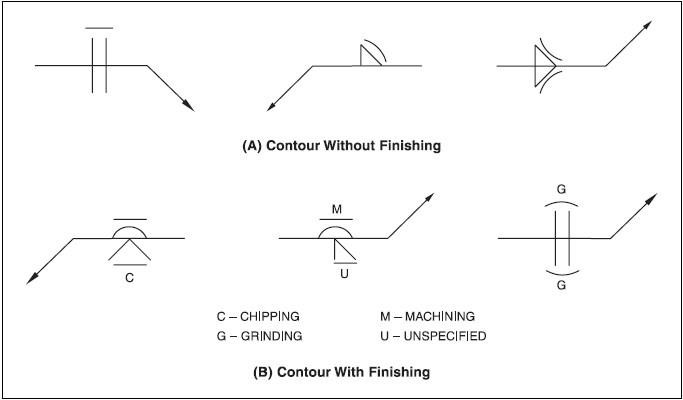 (A) Contour Without Finishing
M
G
C
U
G
C – CHIPPING
M – MACHINING
G – GRINDING
U – UNSPECIFIED
(B) Contour With Finishing